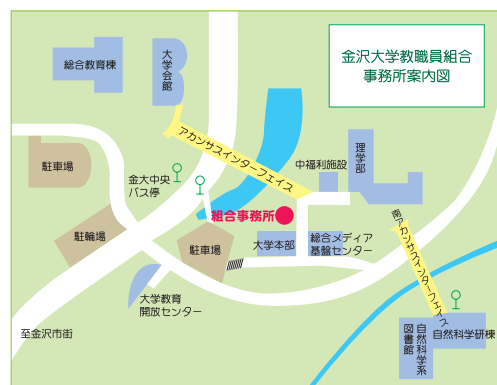 金沢大学教職員組合
事務所案内図
総合教育棟
大学
会館
アカンサスインターフェイス
駐車場
金大中央
バス停
中福利施設
理学部
組合事務所
南アカンサスインターフェイス
駐輪場
駐車場
大学本部
総合メディア
基盤センター
大学教育
開放センター
至金沢市街
自然科学系
図書館
自然科学研棟